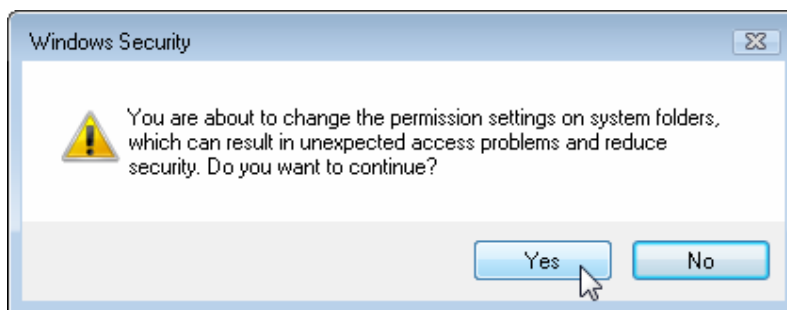 Windows Security
You are about to change the permission settings on system folders,
which can result in unexpected access problems and reduce
security. Do you want to continue?
Yes
No